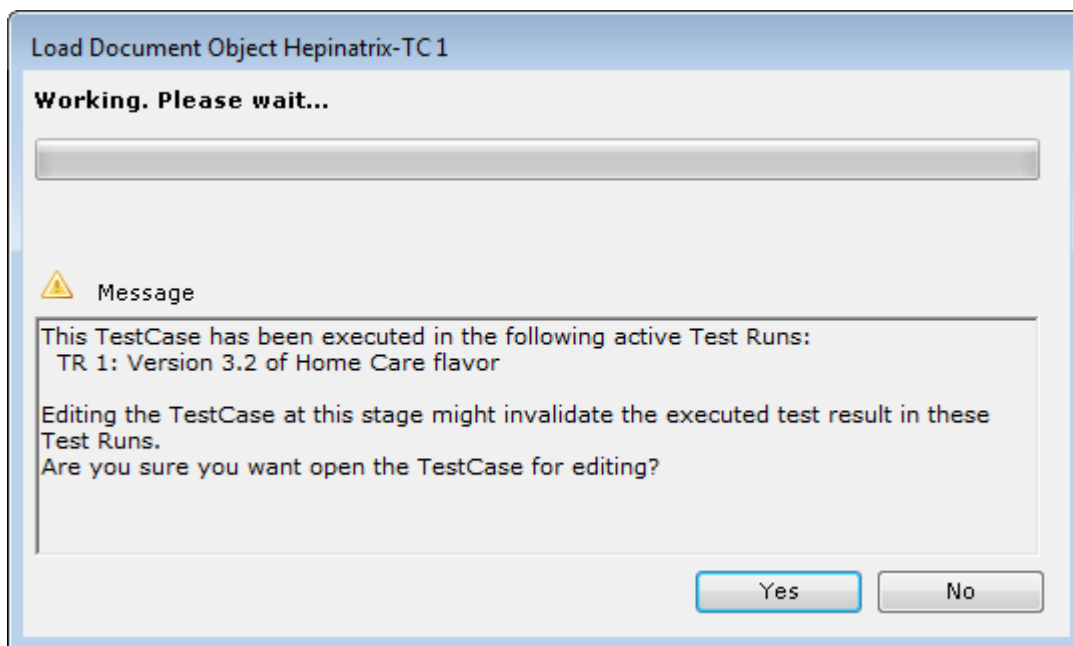 Load Document Object Hepinatrix-TC 1
Working. Please wait...
Message
This TestCase has been executed in the following active Test Runs:
TR 1: Version 3.2 of Home Care flavor
Editing the TestCase at this stage might invalidate the executed test result in these
Test Runs.
Are you sure you want open the TestCase for editing?
Yes
No